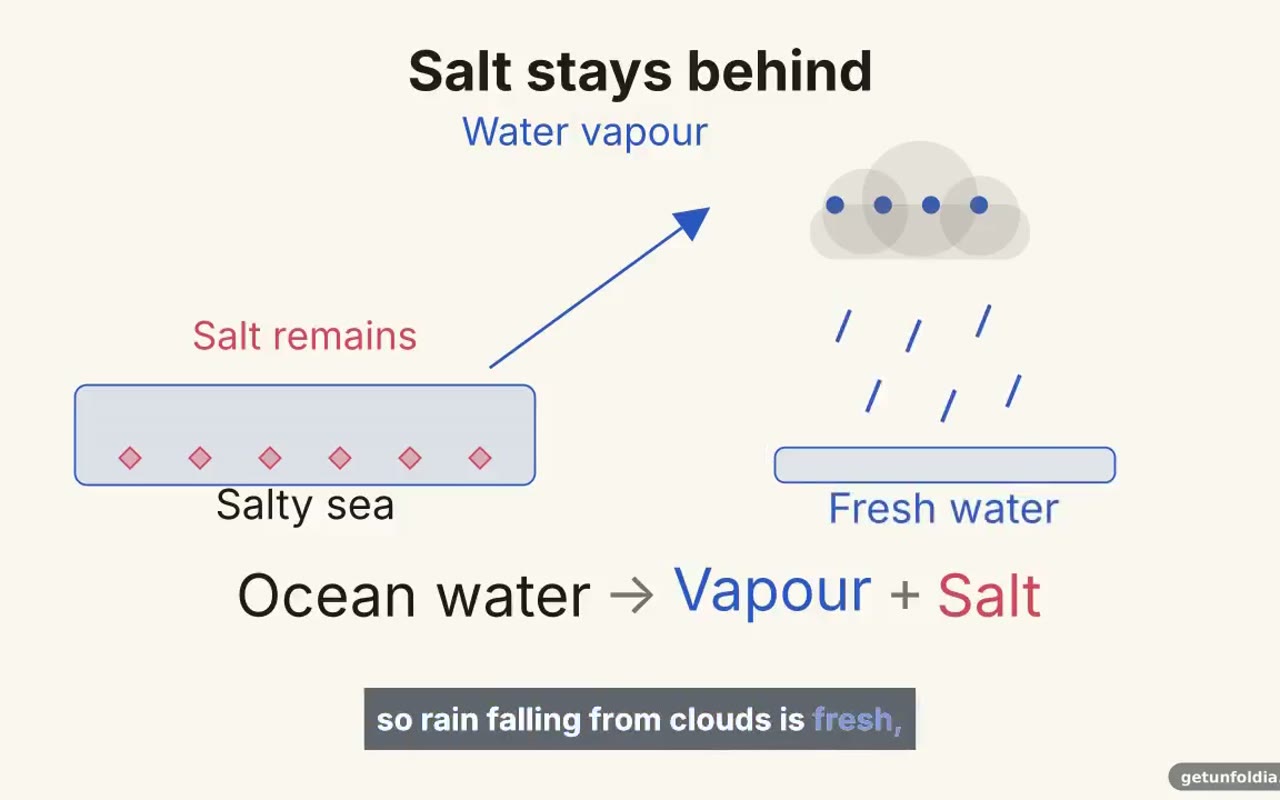 Salt stays behind
Water vapour
Salt remains
Salty sea
Fresh water
Ocean water → Vapour + Salt
so rain falling from clouds is fresh,
getunfoldia.